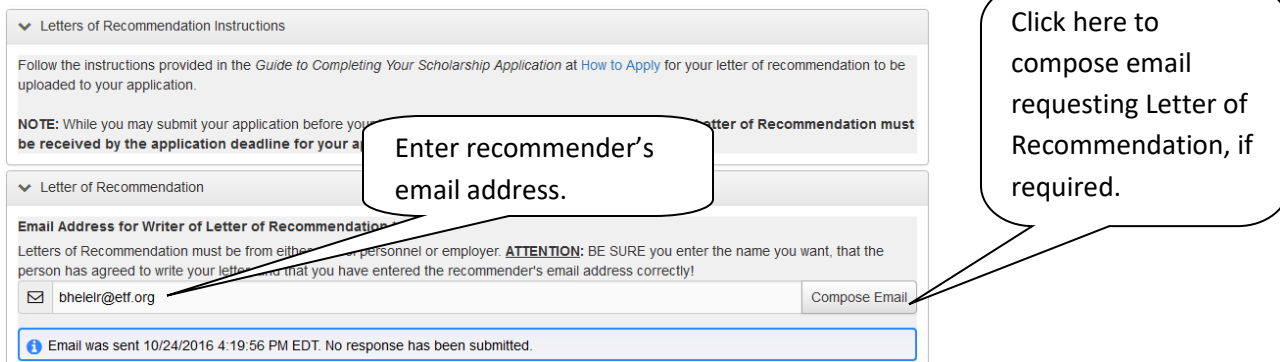 Letters of Recommendation Instructions
Follow the instructions provided in the Guide to Completing Your Scholarship Application at How to Apply for your letter of recommendation to be
uploaded to your application.
NOTE: While you may submit your application before your of Recommendation must
be received by the application deadline for your
Letter of Recommendation
Email Address for Writer of Letter of Recommendation
Letters of Recommendation must be from either personnel or employer. ATTENTION: BE SURE you enter the name you want, that the
person has agreed to write your letter and that you have entered the recommender's email address correctly!
bhelelr@etf.org
Compose Email
Email was sent 10/24/2016 4:19:56 PM EDT. No response has been submitted.
Enter recommender’s
email address.
Click here to
compose email
requesting Letter of
Recommendation, if
required.